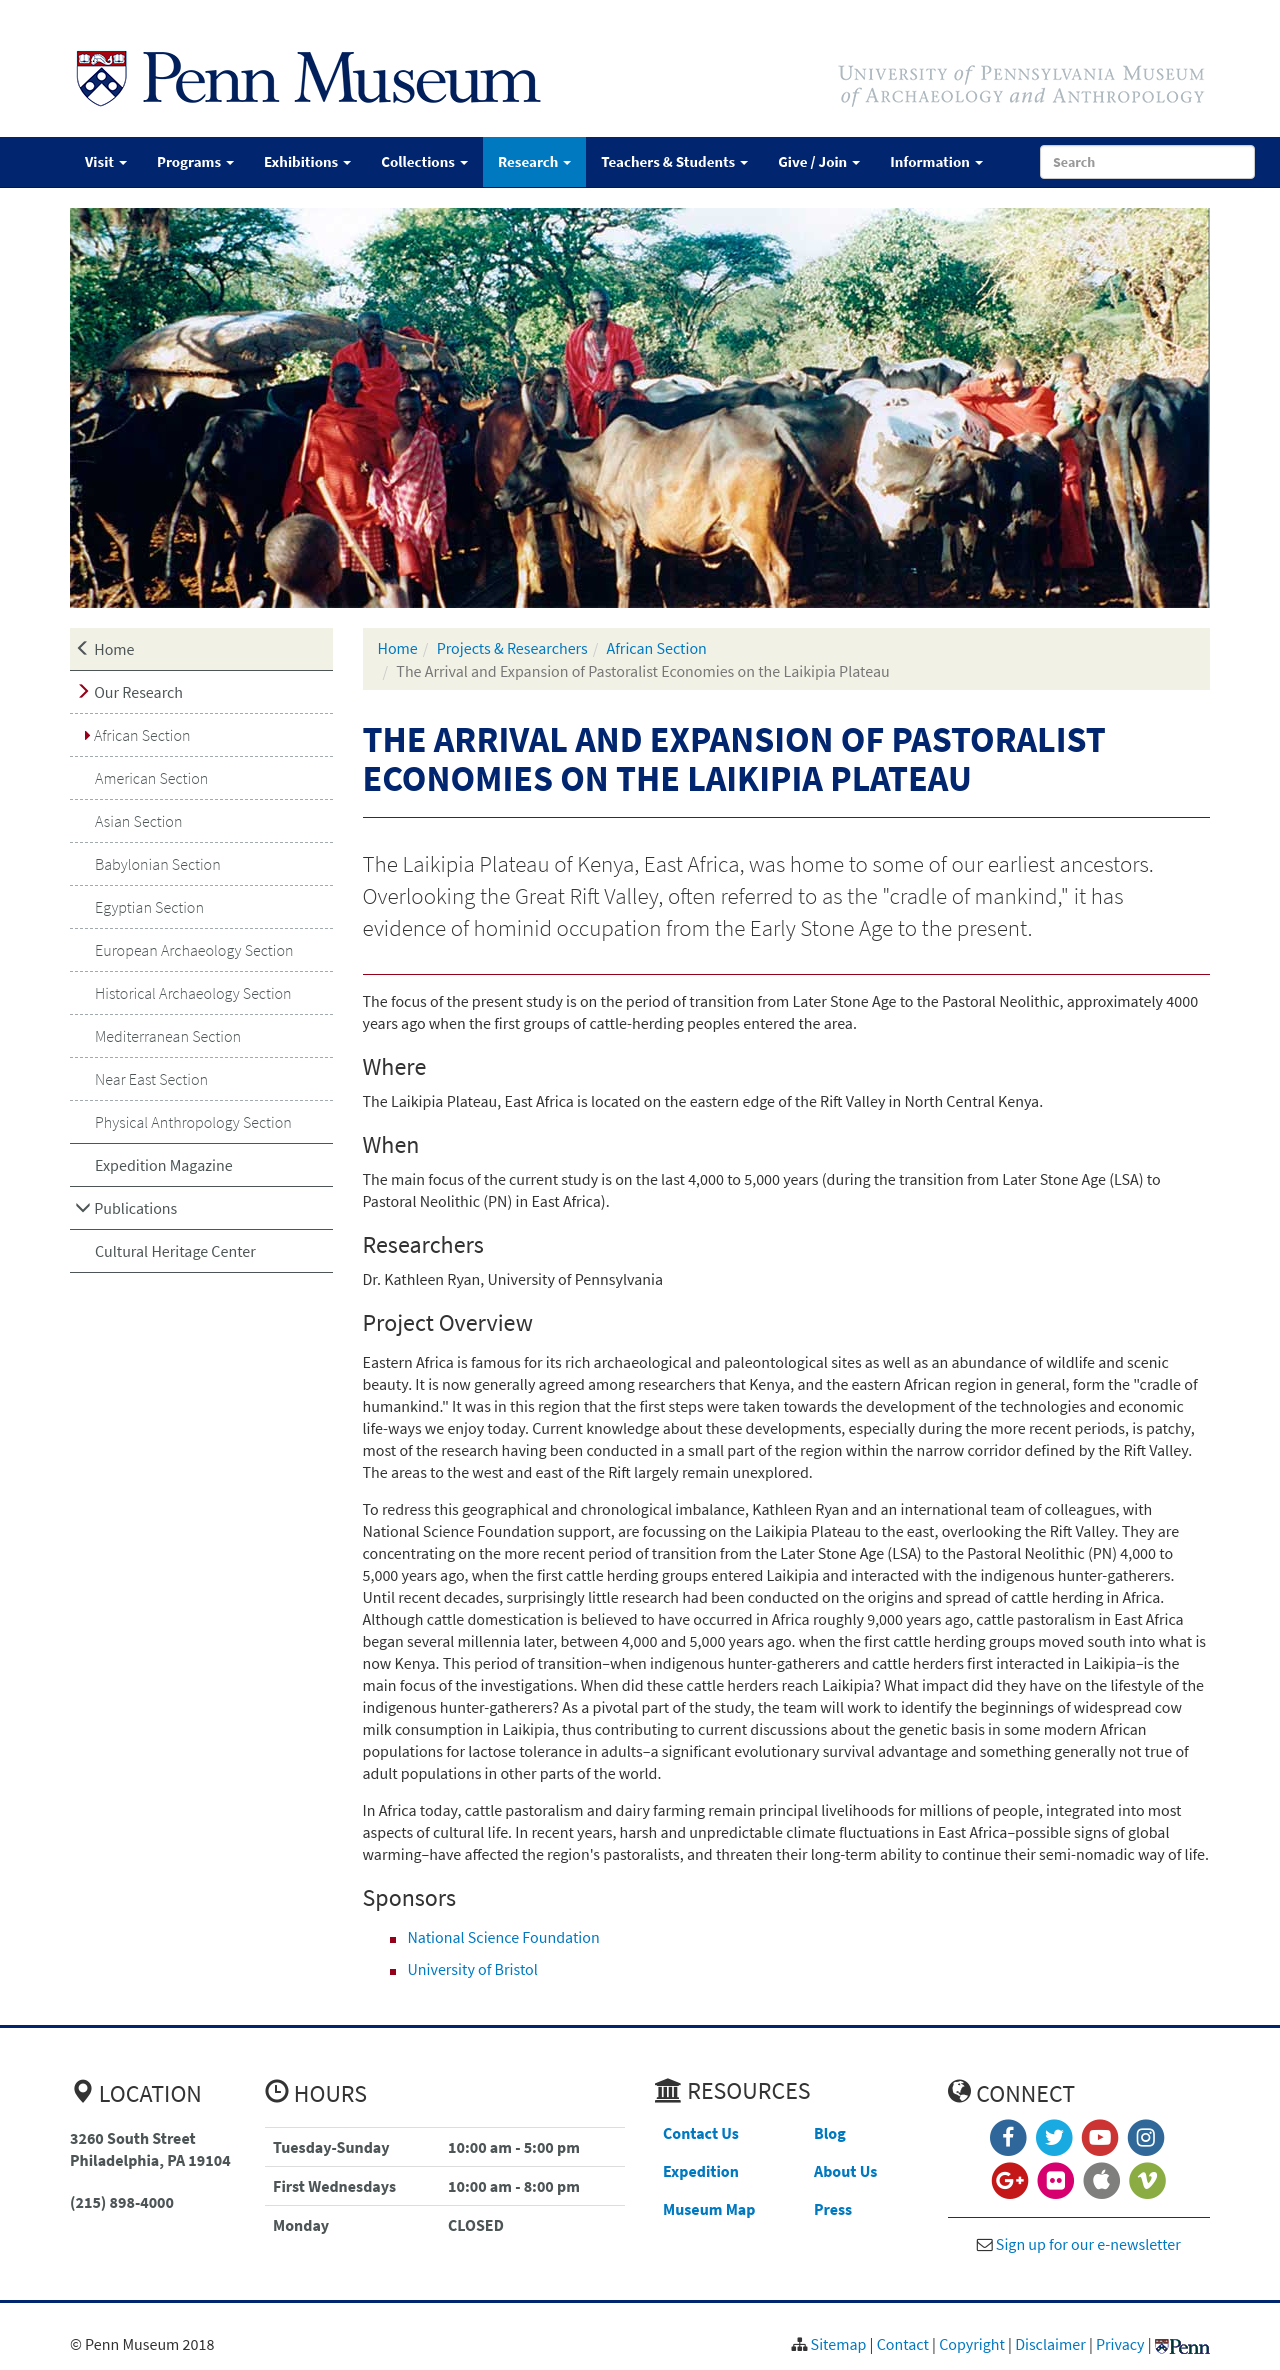 Penn Museum
University of Pennsylvania Museum
of Archaeology and Anthropology
Visit Programs Exhibitions Collections Research Teachers & Students Give / Join Information Search
Home
Our Research
African Section
American Section
Asian Section
Babylonian Section
Egyptian Section
European Archaeology Section
Historical Archaeology Section
Mediterranean Section
Near East Section
Physical Anthropology Section
Expedition Magazine
Publications
Cultural Heritage Center
Home / Projects & Researchers / African Section
/ The Arrival and Expansion of Pastoralist Economies on the Laikipia Plateau
THE ARRIVAL AND EXPANSION OF PASTORALIST
ECONOMIES ON THE LAIKIPIA PLATEAU
The Laikipia Plateau of Kenya, East Africa, was home to some of our earliest ancestors.
Overlooking the Great Rift Valley, often referred to as the "cradle of mankind," it has
evidence of hominid occupation from the Early Stone Age to the present.
The focus of the present study is on the period of transition from Later Stone Age to the Pastoral Neolithic, approximately 4000
years ago when the first groups of cattle-herding peoples entered the area.
Where
The Laikipia Plateau, East Africa is located on the eastern edge of the Rift Valley in North Central Kenya.
When
The main focus of the current study is on the last 4,000 to 5,000 years (during the transition from Later Stone Age (LSA) to
Pastoral Neolithic (PN) in East Africa).
Researchers
Dr. Kathleen Ryan, University of Pennsylvania
Project Overview
Eastern Africa is famous for its rich archaeological and paleontological sites as well as an abundance of wildlife and scenic
beauty. It is now generally agreed among researchers that Kenya, and the eastern African region in general, form the "cradle of
humankind." It was in this region that the first steps were taken towards the development of the technologies and economic
life-ways we enjoy today. Current knowledge about these developments, especially during the more recent periods, is patchy,
most of the research having been conducted in a small part of the region within the narrow corridor defined by the Rift Valley.
The areas to the west and east of the Rift largely remain unexplored.
To redress this geographical and chronological imbalance, Kathleen Ryan and an international team of colleagues, with
National Science Foundation support, are focussing on the Laikipia Plateau to the east, overlooking the Rift Valley. They are
concentrating on the more recent period of transition from the Later Stone Age (LSA) to the Pastoral Neolithic (PN) 4,000 to
5,000 years ago, when the first cattle herding groups entered Laikipia and interacted with the indigenous hunter-gatherers.
Until recent decades, surprisingly little research had been conducted on the origins and spread of cattle herding in Africa.
Although cattle domestication is believed to have occurred in Africa roughly 9,000 years ago, cattle pastoralism in East Africa
began several millennia later, between 4,000 and 5,000 years ago. when the first cattle herding groups moved south into what is
now Kenya. This period of transition–when indigenous hunter-gatherers and cattle herders first interacted in Laikipia–is the
main focus of the investigations. When did these cattle herders reach Laikipia? What impact did they have on the lifestyle of the
indigenous hunter-gatherers? As a pivotal part of the study, the team will work to identify the beginnings of widespread cow
milk consumption in Laikipia, thus contributing to current discussions about the genetic basis in some modern African
populations for lactose tolerance in adults–a significant evolutionary survival advantage and something generally not true of
adult populations in other parts of the world.
In Africa today, cattle pastoralism and dairy farming remain principal livelihoods for millions of people, integrated into most
aspects of cultural life. In recent years, harsh and unpredictable climate fluctuations in East Africa–possible signs of global
warming–have affected the region's pastoralists, and threaten their long-term ability to continue their semi-nomadic way of life.
Sponsors
National Science Foundation
University of Bristol
LOCATION
3260 South Street
Philadelphia, PA 19104
(215) 898-4000
HOURS
Tuesday-Sunday 10:00 am - 5:00 pm
First Wednesdays 10:00 am - 8:00 pm
Monday CLOSED
RESOURCES
Contact Us Blog
Expedition About Us
Museum Map Press
CONNECT
Sign up for our e-newsletter
© Penn Museum 2018
Sitemap | Contact | Copyright | Disclaimer | Privacy | Penn